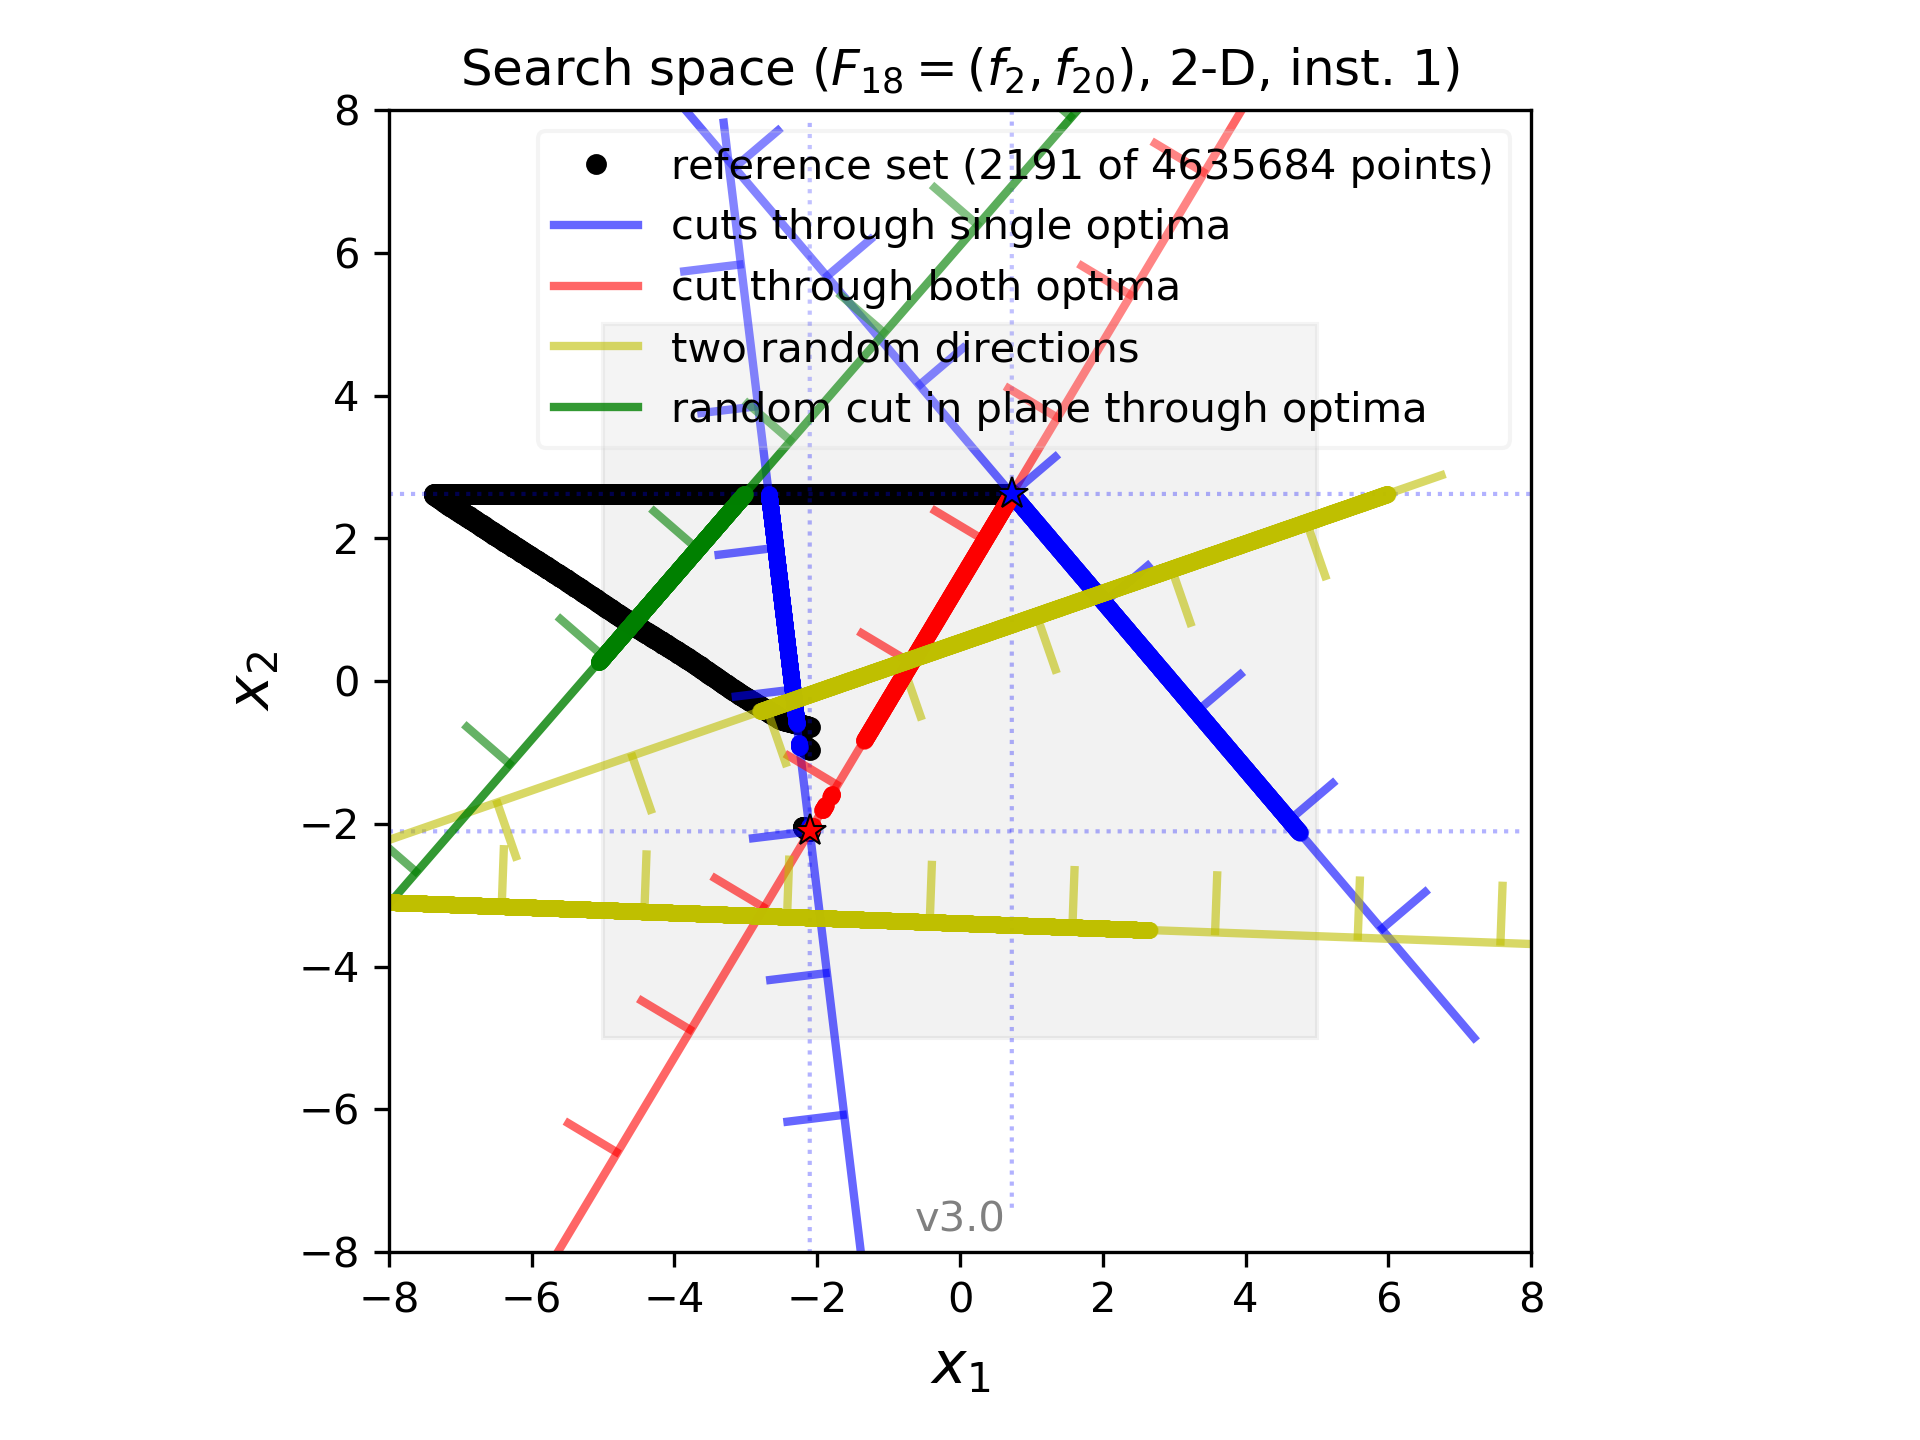 Search space (F₁₈ = (f₂, f₂₀), 2-D, inst. 1)
reference set (2191 of 4635684 points)
cuts through single optima
cut through both optima
two random directions
random cut in plane through optima
8
6
4
2
0
−2
−4
−6
−8
x₂
v3.0
−8 −6 −4 −2 0 2 4 6 8
x₁